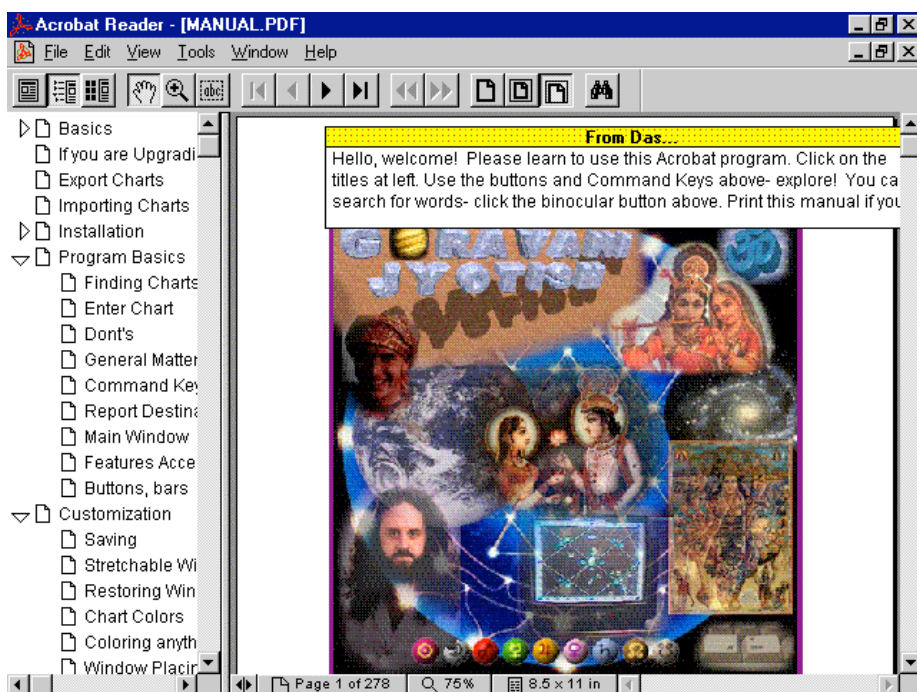 Acrobat Reader - [MANUAL.PDF]
File Edit View Tools Window Help
abc
Basics
If you are Upgradi
Export Charts
Importing Charts
Installation
Program Basics
Finding Charts
Enter Chart
Dont's
General Matter
Command Key
Report Destina
Main Window
Features Acce
Buttons, bars
Customization
Saving
Stretchable Wi
Restoring Win
Chart Colors
Coloring anyth
Window Placin
From Das...
Hello, welcome! Please learn to use this Acrobat program. Click on the
titles at left. Use the buttons and Command Keys above- explore! You ca
search for words- click the binocular button above. Print this manual if you
GORAVANI
JYOTISH
Page 1 of 278 75% 8.5 x 11 in